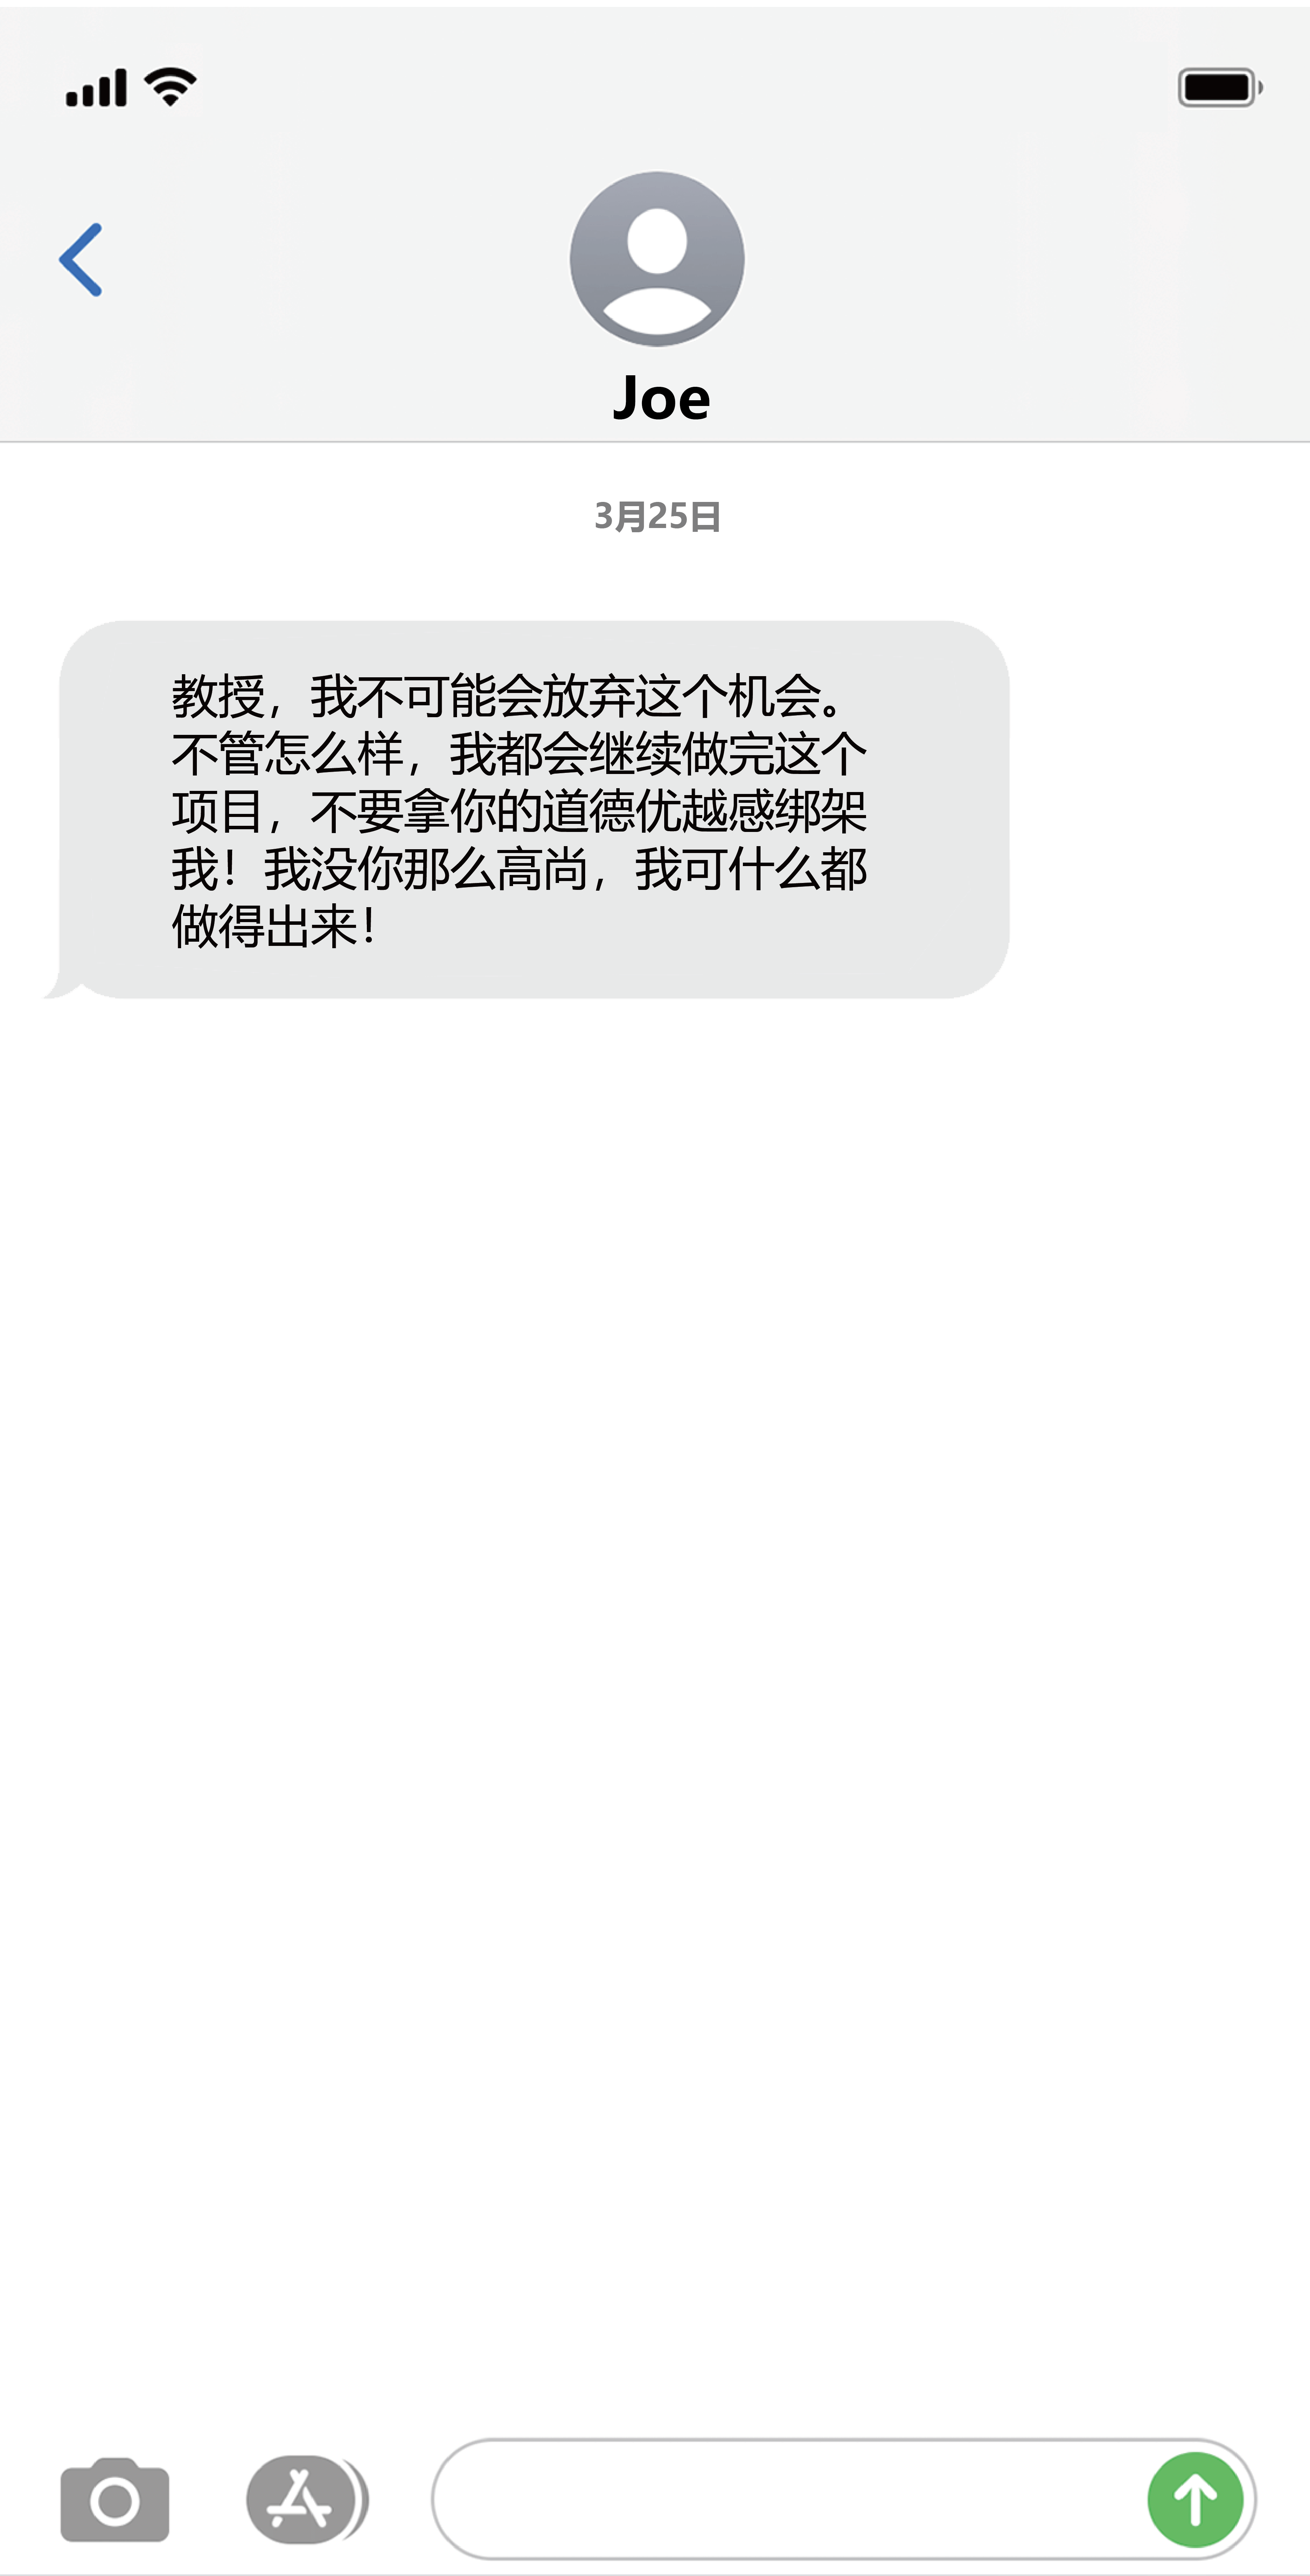 Joe
3月25日
教授，我不可能会放弃这个机会。
不管怎么样，我都会继续做完这个
项目，不要拿你的道德优越感绑架
我！我没你那么高尚，我可什么都
做得出来！